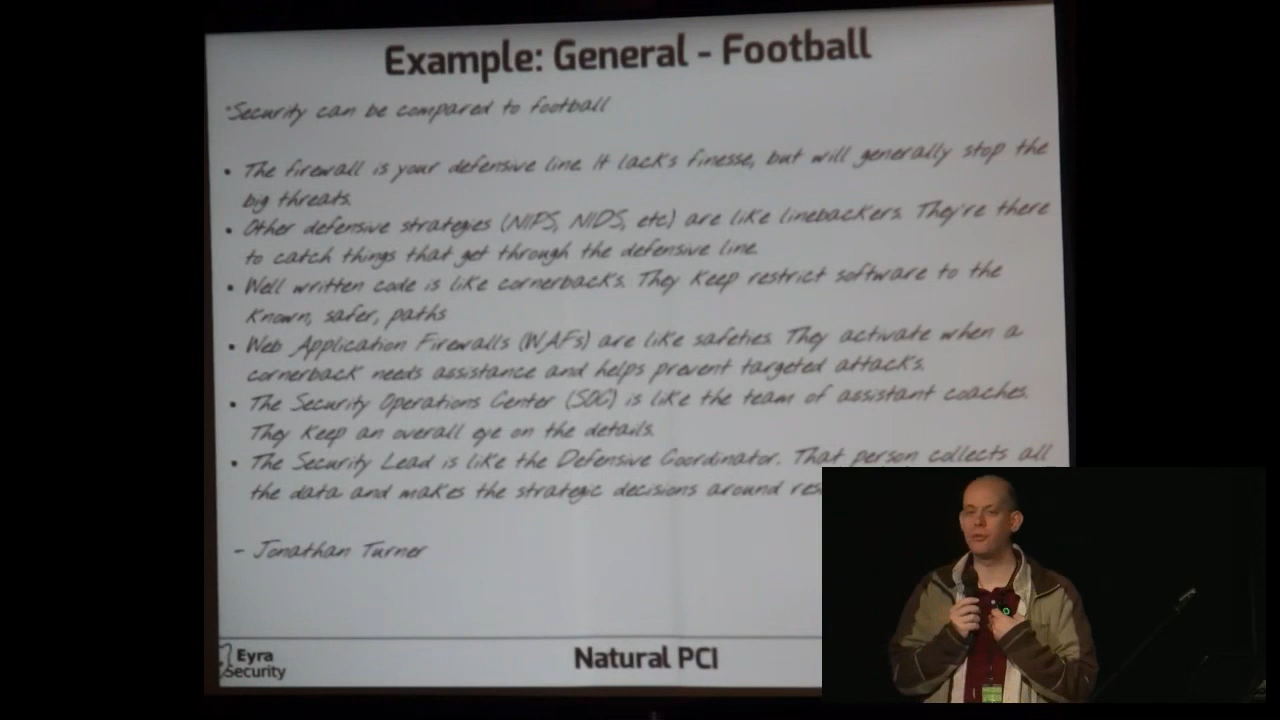 Example: General - Football
"Security can be compared to football
• The firewall is your defensive line. It lacks finesse, but will generally stop the
big threats.
• Other defensive strategies (NIPS, NIDS, etc) are like linebackers. They're there
to catch things that get through the defensive line.
• Well written code is like cornerbacks. They keep restrict software to the
known, safer, paths
• Web Application Firewalls (WAFs) are like safeties. They activate when a
cornerback needs assistance and helps prevent targeted attacks.
• The Security Operations Center (SOC) is like the team of assistant coaches.
They keep an overall eye on the details.
• The Security Lead is like the Defensive Coordinator. That person collects all
the data and makes the strategic decisions around
- Jonathan Turner
Eyra
Security
Natural PCI